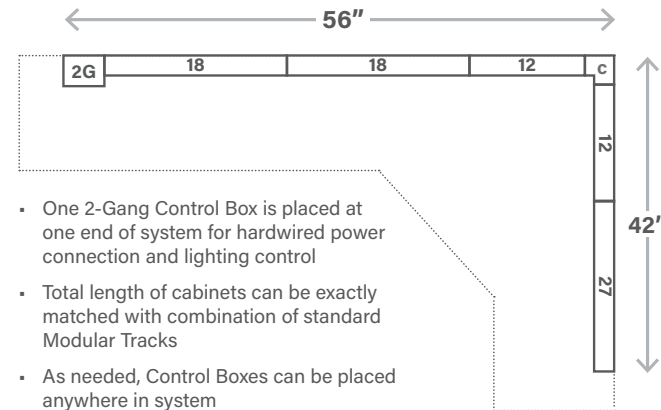 56″
2G
18
18
12
C
12
42′
27
▪ One 2-Gang Control Box is placed at
one end of system for hardwired power
connection and lighting control
▪ Total length of cabinets can be exactly
matched with combination of standard
Modular Tracks
▪ As needed, Control Boxes can be placed
anywhere in system